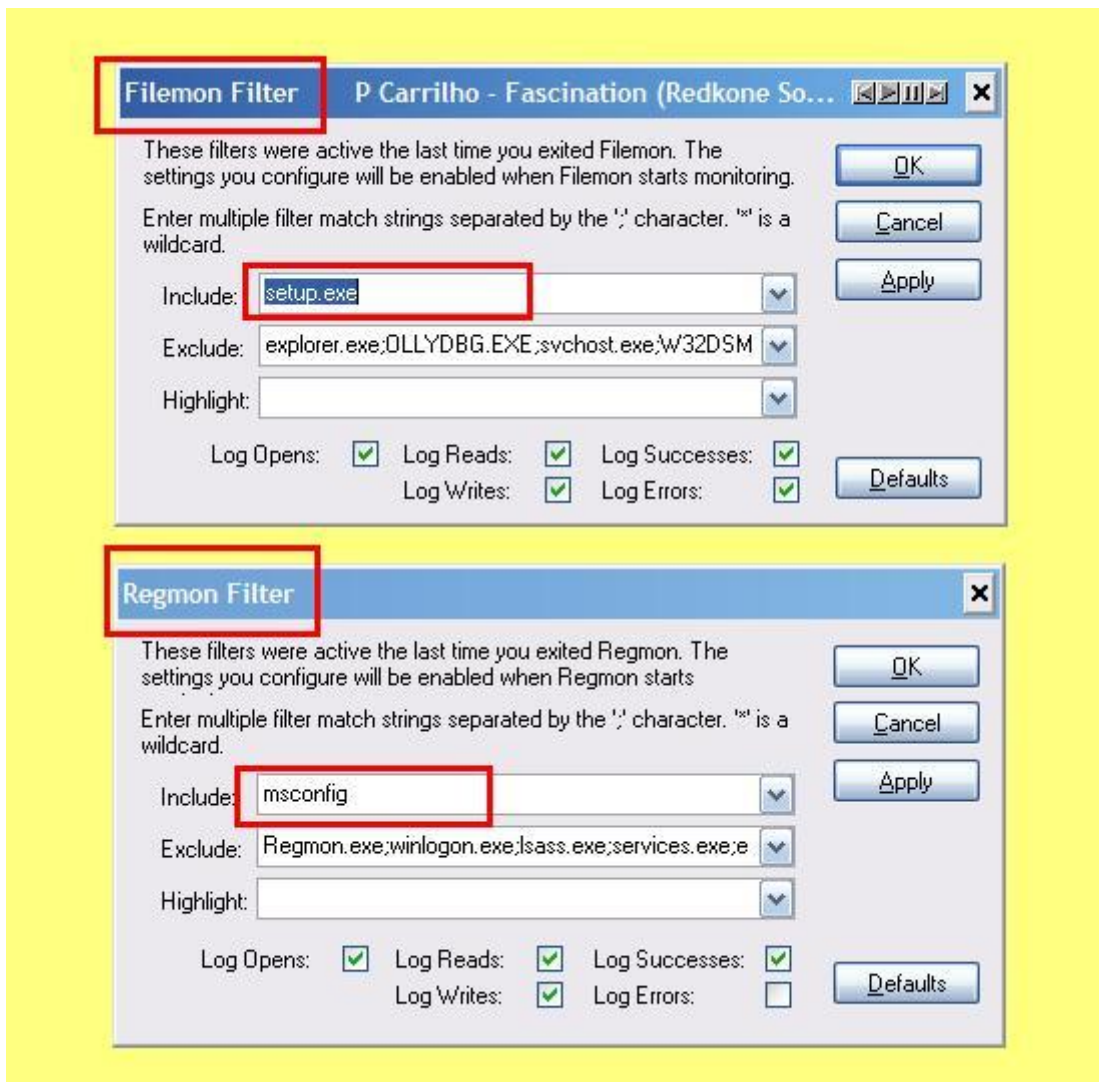 Filemon Filter P Carrilho - Fascination (Redkone So...
These filters were active the last time you exited Filemon. The
settings you configure will be enabled when Filemon starts monitoring.
OK
Enter multiple filter match strings separated by the ';' character. '*' is a
wildcard.
Cancel
Include: setup.exe
Apply
Exclude: explorer.exe;OLLYDBG.EXE;svchost.exe;W32DSM
Highlight:
Log Opens: Log Reads: Log Successes:
Log Writes: Log Errors:
Defaults
Regmon Filter
These filters were active the last time you exited Regmon. The
settings you configure will be enabled when Regmon starts
OK
Enter multiple filter match strings separated by the ';' character. '*' is a
wildcard.
Cancel
Include: msconfig
Apply
Exclude: Regmon.exe;winlogon.exe;lsass.exe;services.exe;e
Highlight:
Log Opens: Log Reads: Log Successes:
Log Writes: Log Errors:
Defaults